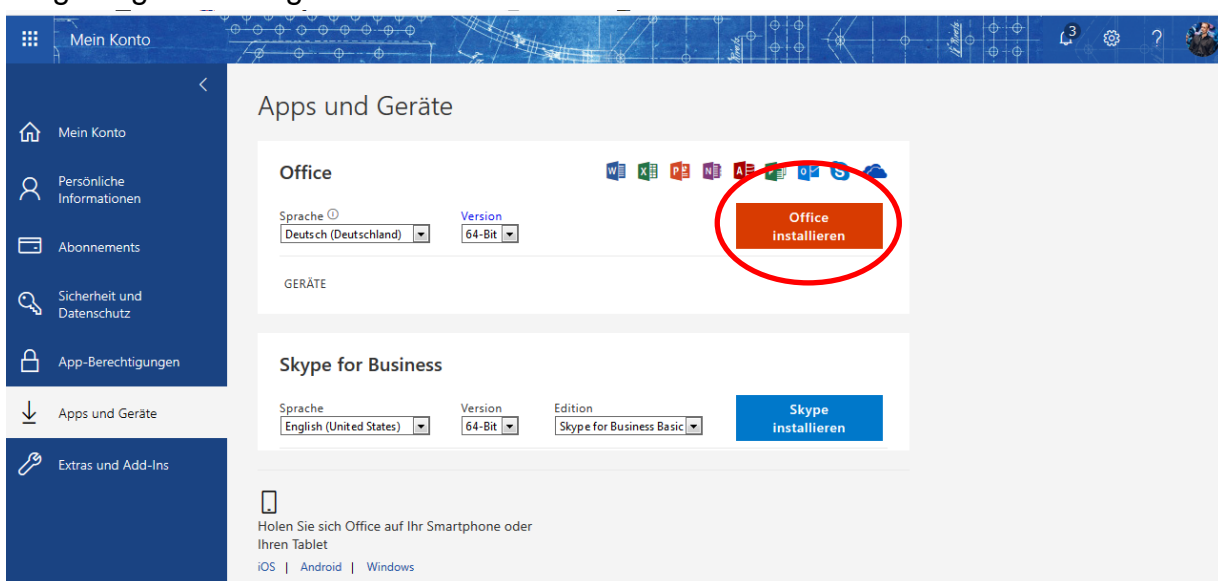 Mein Konto
3
?
Mein Konto
Persönliche
Informationen
Abonnements
Sicherheit und
Datenschutz
App-Berechtigungen
Apps und Geräte
Extras und Add-Ins
Apps und Geräte
Office
Sprache
Deutsch (Deutschland)
Version
64-Bit
Office
installieren
GERÄTE
Skype for Business
Sprache
English (United States)
Version
64-Bit
Edition
Skype for Business Basic
Skype
installieren
Holen Sie sich Office auf Ihr Smartphone oder
Ihren Tablet
iOS | Android | Windows